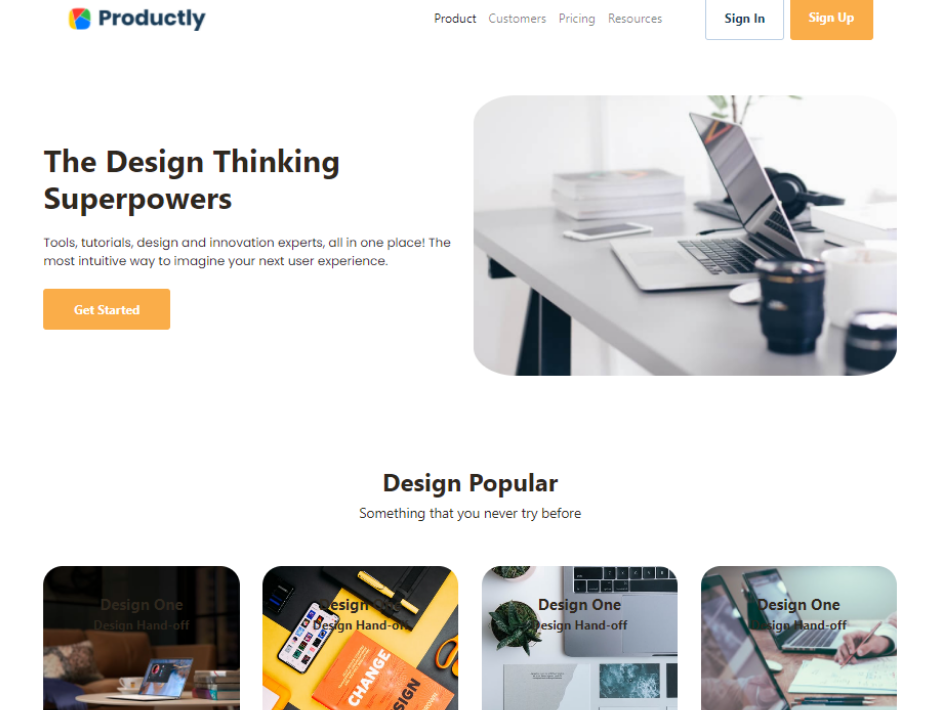 Productly
Product Customers Pricing Resources
Sign In
Sign Up
The Design Thinking
Superpowers
Tools, tutorials, design and innovation experts, all in one place! The
most intuitive way to imagine your next user experience.
Get Started
Design Popular
Something that you never try before
Design One
Design Hand-off
Design One
Design Hand-off
CHANGE
SIGN
Design One
Design Hand-off
Design One
Design Hand-off